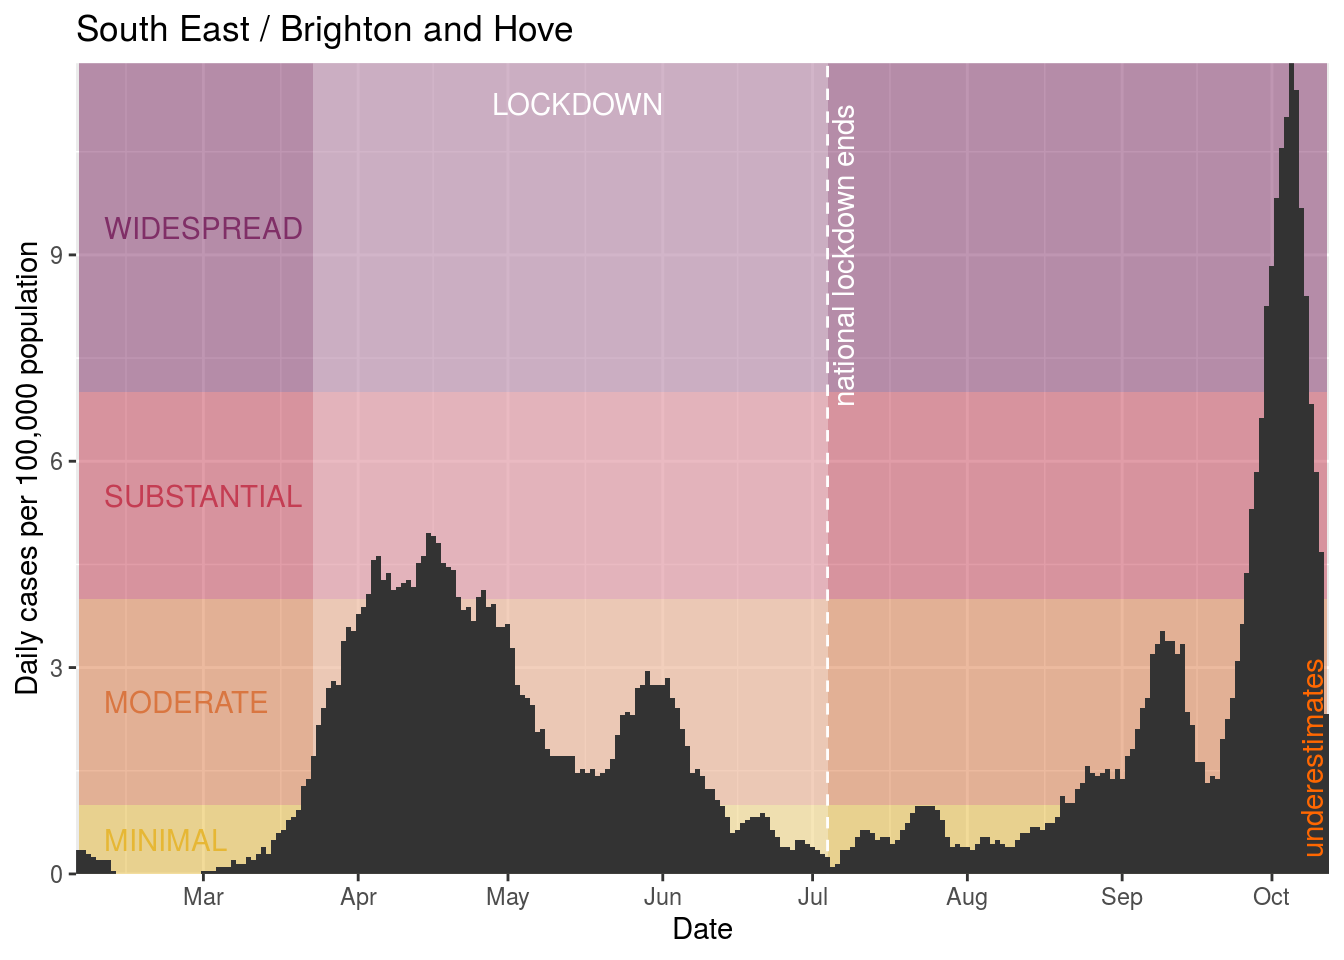 South East / Brighton and Hove
LOCKDOWN
national lockdown ends
WIDESPREAD
SUBSTANTIAL
MODERATE
MINIMAL
underestimates
Daily cases per 100,000 population
9
6
3
0
Mar Apr May Jun Jul Aug Sep Oct
Date